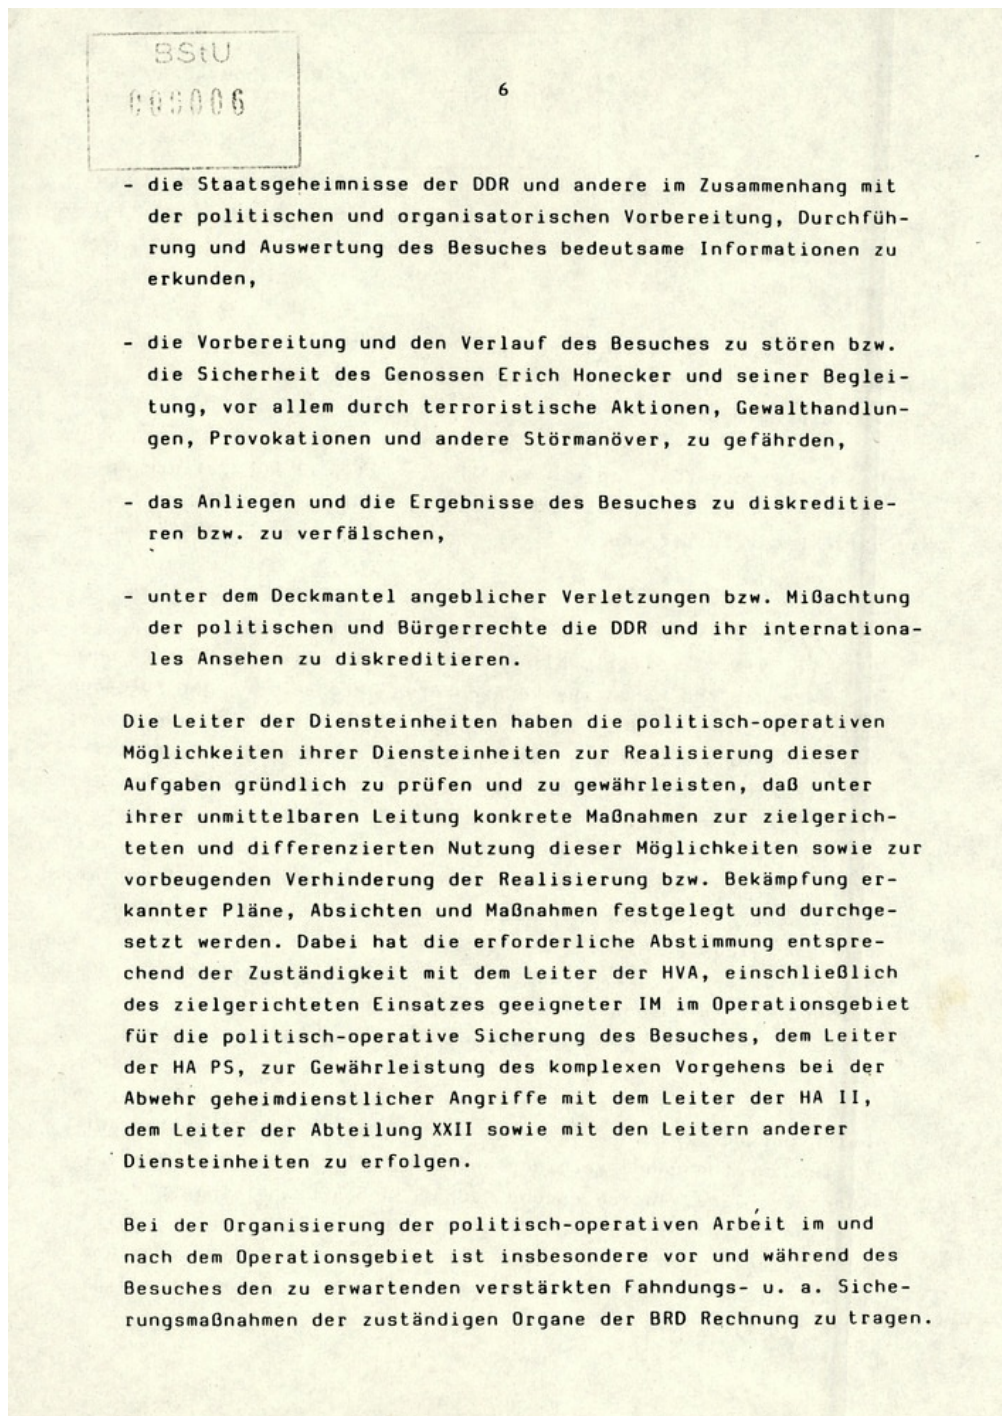 BStU
000006
6
- die Staatsgeheimnisse der DDR und andere im Zusammenhang mit
der politischen und organisatorischen Vorbereitung, Durchfüh-
rung und Auswertung des Besuches bedeutsame Informationen zu
erkunden,
- die Vorbereitung und den Verlauf des Besuches zu stören bzw.
die Sicherheit des Genossen Erich Honecker und seiner Beglei-
tung, vor allem durch terroristische Aktionen, Gewalthandlun-
gen, Provokationen und andere Störmanöver, zu gefährden,
- das Anliegen und die Ergebnisse des Besuches zu diskreditie-
ren bzw. zu verfälschen,
- unter dem Deckmantel angeblicher Verletzungen bzw. Mißachtung
der politischen und Bürgerrechte die DDR und ihr internationa-
les Ansehen zu diskreditieren.
Die Leiter der Diensteinheiten haben die politisch-operativen
Möglichkeiten ihrer Diensteinheiten zur Realisierung dieser
Aufgaben gründlich zu prüfen und zu gewährleisten, daß unter
ihrer unmittelbaren Leitung konkrete Maßnahmen zur zielgerich-
teten und differenzierten Nutzung dieser Möglichkeiten sowie zur
vorbeugenden Verhinderung der Realisierung bzw. Bekämpfung er-
kannter Pläne, Absichten und Maßnahmen festgelegt und durchge-
setzt werden. Dabei hat die erforderliche Abstimmung entspre-
chend der Zuständigkeit mit dem Leiter der HVA, einschließlich
des zielgerichteten Einsatzes geeigneter IM im Operationsgebiet
für die politisch-operative Sicherung des Besuches, dem Leiter
der HA PS, zur Gewährleistung des komplexen Vorgehens bei der
Abwehr geheimdienstlicher Angriffe mit dem Leiter der HA II,
dem Leiter der Abteilung XXII sowie mit den Leitern anderer
Diensteinheiten zu erfolgen.
Bei der Organisierung der politisch-operativen Arbeit im und
nach dem Operationsgebiet ist insbesondere vor und während des
Besuches den zu erwartenden verstärkten Fahndungs- u. a. Siche-
rungsmaßnahmen der zuständigen Organe der BRD Rechnung zu tragen.